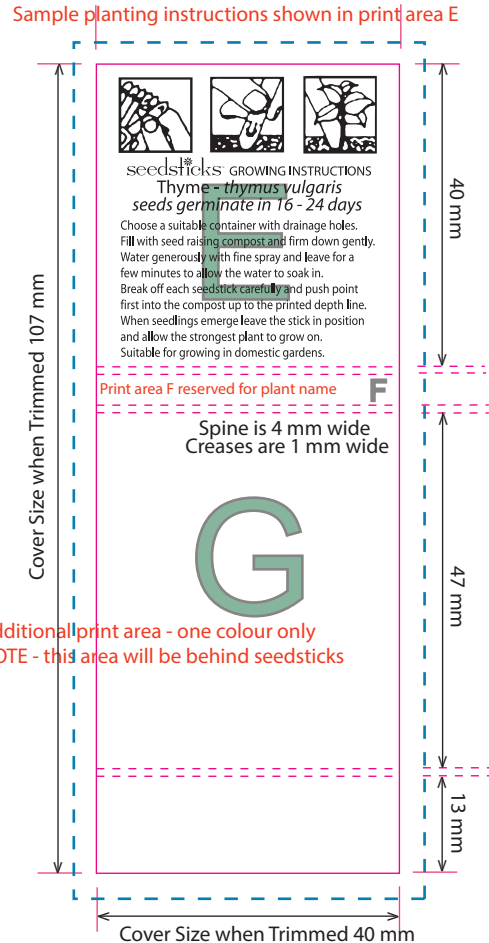 Sample planting instructions shown in print area E
seedsticks™ GROWING INSTRUCTIONS
Thyme - thymus vulgaris
seeds germinate in 16 - 24 days
Choose a suitable container with drainage holes.
Fill with seed raising compost and firm down gently.
Water generously with fine spray and leave for a
few minutes to allow the water to soak in.
Break off each seedstick carefully and push point
first into the compost up to the printed depth line.
When seedlings emerge leave the stick in position
and allow the strongest plant to grow on.
Suitable for growing in domestic gardens.
E
40 mm
Cover Size when Trimmed 107 mm
Print area F reserved for plant name
F
Spine is 4 mm wide
Creases are 1 mm wide
G
47 mm
dditional print area - one colour only
OTE - this area will be behind seedsticks
13 mm
Cover Size when Trimmed 40 mm